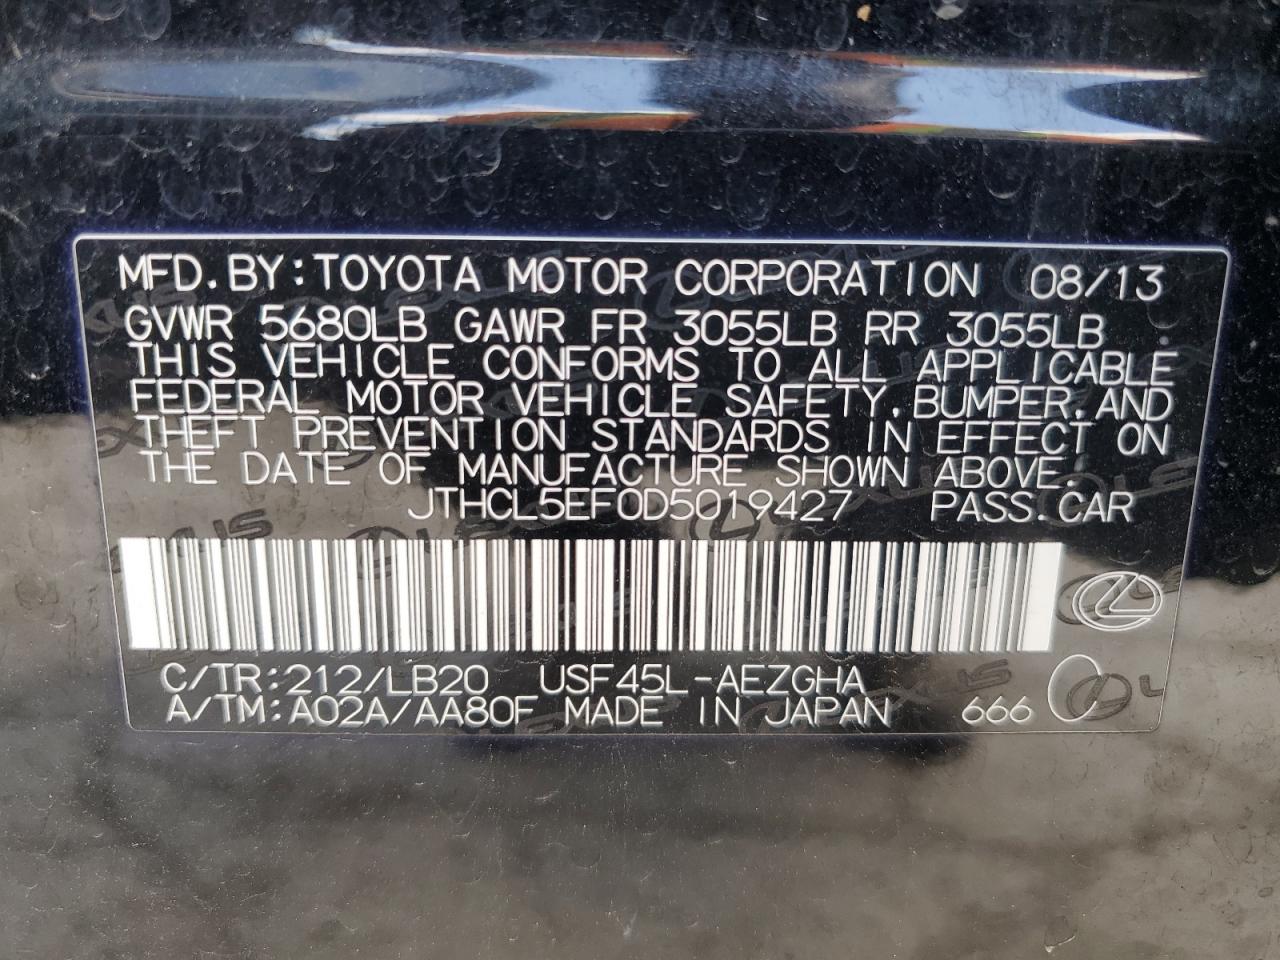 MFD.BY:TOYOTA MOTOR CORPORATION 08/13
GVWR 5680LB GAWR FR 3055LB RR 3055LB
THIS VEHICLE CONFORMS TO ALL APPLICABLE
FEDERAL MOTOR VEHICLE SAFETY,BUMPER,AND
THEFT PREVENTION STANDARDS IN EFFECT ON
THE DATE OF MANUFACTURE SHOWN ABOVE.
JTHCL5EF0D5019427 PASS.CAR
C/TR:212/LB20 USF45L-AEZGHA
A/TM:A02A/AA80F MADE IN JAPAN 666